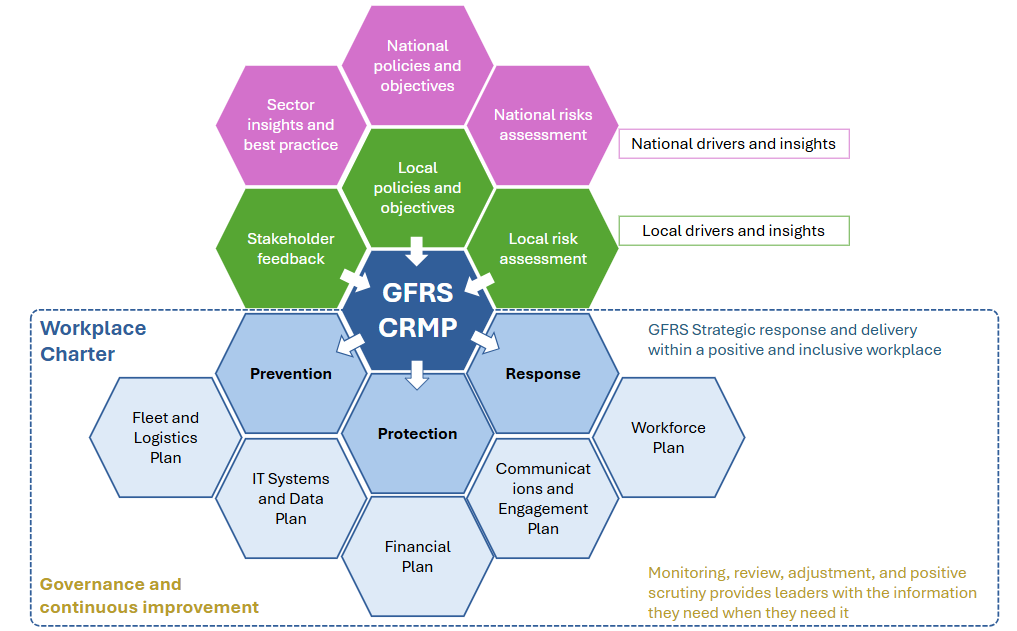 National
policies and
objectives
Sector
insights and
best practice
National risks
assessment
National drivers and insights
Local
policies and
objectives
Stakeholder
feedback
Local risk
assessment
Local drivers and insights
GFRS
CRMP
Workplace
Charter
GFRS Strategic response and delivery
within a positive and inclusive workplace
Prevention
Response
Protection
Fleet and
Logistics
Plan
Workforce
Plan
IT Systems
and Data
Plan
Communicat
ions and
Engagement
Plan
Financial
Plan
Governance and
continuous improvement
Monitoring, review, adjustment, and positive
scrutiny provides leaders with the information
they need when they need it